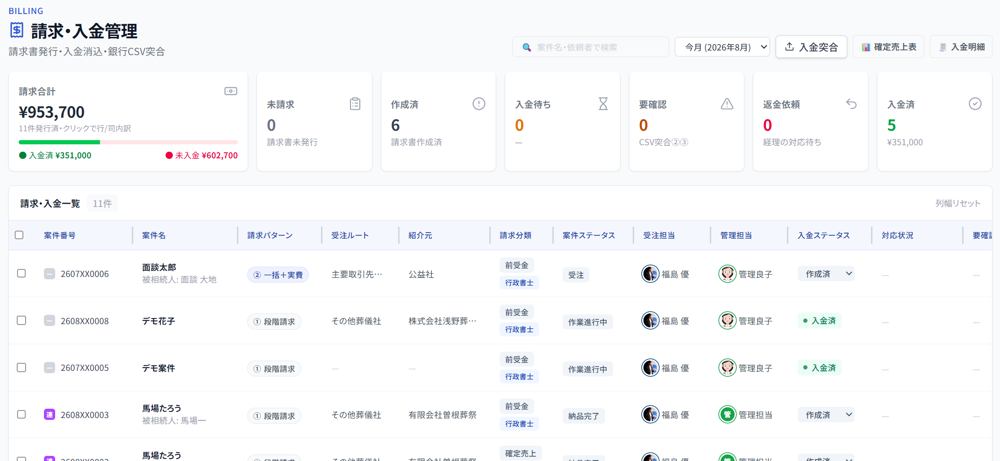 BILLING
請求・入金管理
請求書発行・入金消込・銀行CSV突合
案件名・依頼者で検索
今月 (2026年8月)
入金突合
確定売上表
入金明細
請求合計
¥953,700
11件発行済・クリックで行/司内訳
入金済 ¥351,000
未入金 ¥602,700
未請求
0
請求書未発行
作成済
6
請求書作成済
入金待ち
0
—
要確認
0
CSV突合②③
返金依頼
0
経理の対応待ち
入金済
5
¥351,000
請求・入金一覧 11件
列幅リセット
案件番号 案件名 請求パターン 受注ルート 紹介元 請求分類 案件ステータス 受注担当 管理担当 入金ステータス 対応状況 要確
2607XX0006
面談太郎
被相続人: 面談 大地
② 一括＋実費
主要取引先…
公益社
前受金
行政書士
受注
福島 優
管理良子
作成済
—
—
2608XX0008
デモ花子
① 段階請求
その他葬儀社
株式会社浅野葬…
前受金
行政書士
作業進行中
福島 優
管理良子
入金済
—
—
2607XX0005
デモ案件
① 段階請求
—
—
前受金
行政書士
作業進行中
福島 優
管理良子
入金済
—
—
連 2608XX0003
馬場たろう
被相続人: 馬場一
① 段階請求
その他葬儀社
有限会社曽根葬祭
前受金
行政書士
納品完了
福島 優
管 管理担当
作成済
—
—
馬場たろう
確定売上